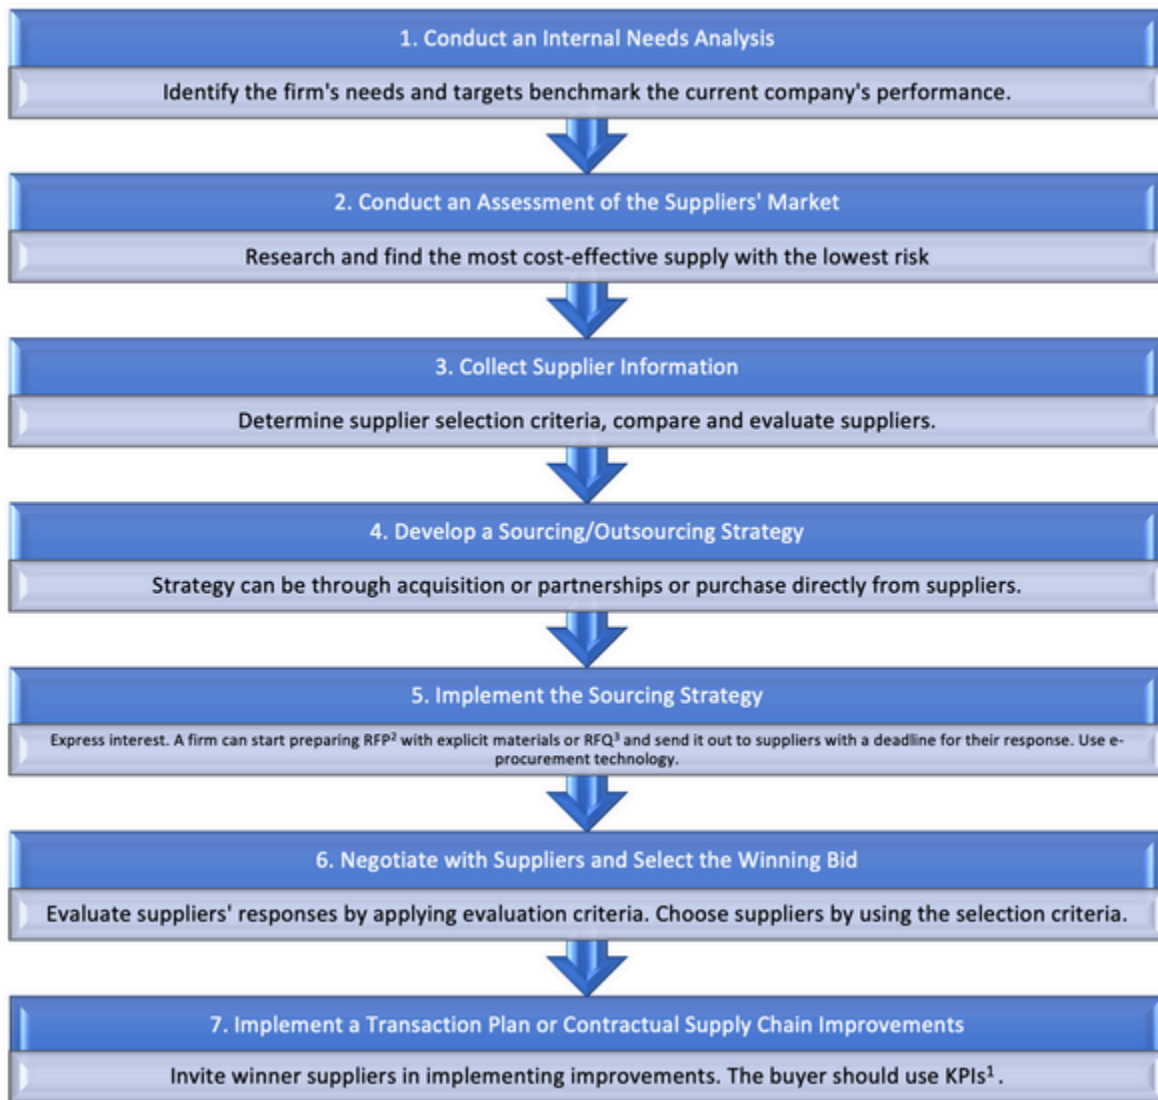 1. Conduct an Internal Needs Analysis
Identify the firm's needs and targets benchmark the current company's performance.
2. Conduct an Assessment of the Suppliers' Market
Research and find the most cost-effective supply with the lowest risk
3. Collect Supplier Information
Determine supplier selection criteria, compare and evaluate suppliers.
4. Develop a Sourcing/Outsourcing Strategy
Strategy can be through acquisition or partnerships or purchase directly from suppliers.
5. Implement the Sourcing Strategy
Express interest. A firm can start preparing RFP² with explicit materials or RFQ³ and send it out to suppliers with a deadline for their response. Use e-
procurement technology.
6. Negotiate with Suppliers and Select the Winning Bid
Evaluate suppliers' responses by applying evaluation criteria. Choose suppliers by using the selection criteria.
7. Implement a Transaction Plan or Contractual Supply Chain Improvements
Invite winner suppliers in implementing improvements. The buyer should use KPIs¹ .